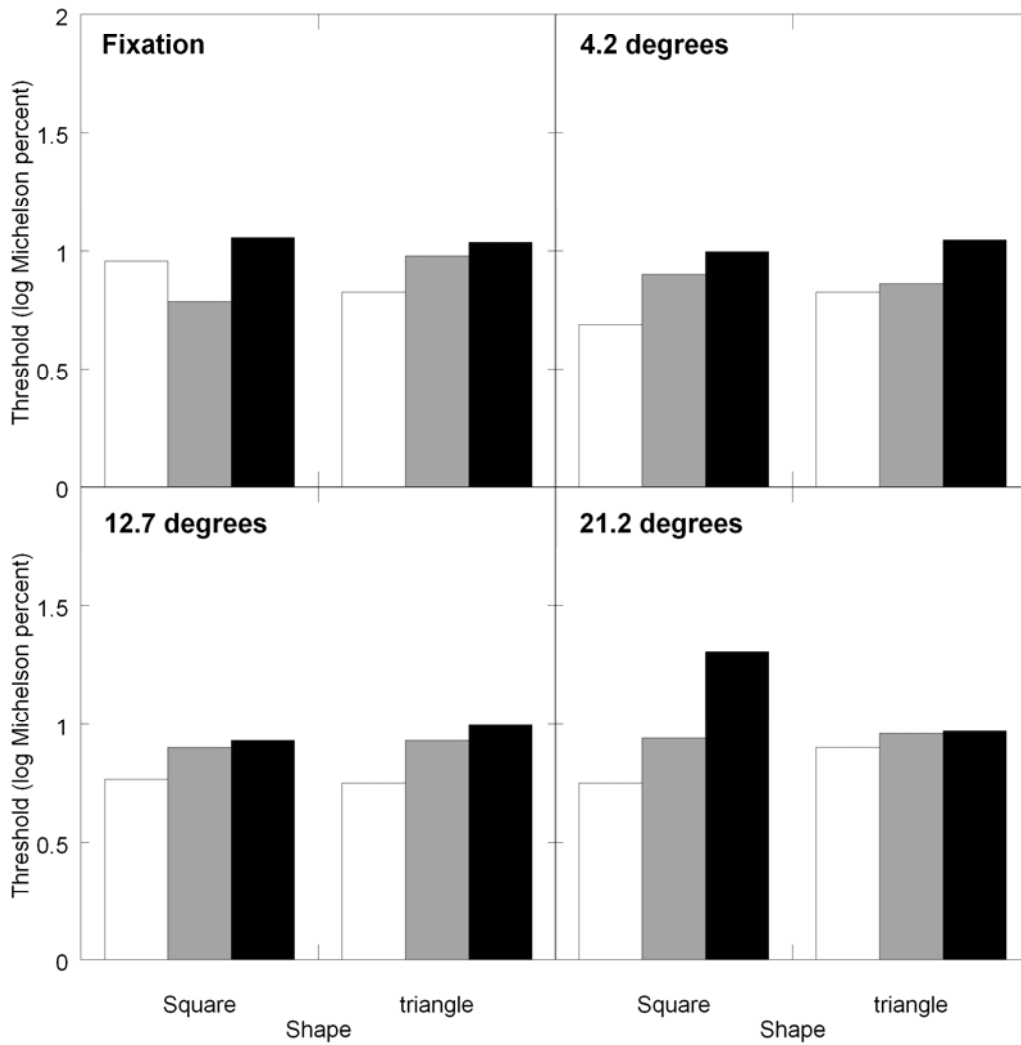 Fixation
4.2 degrees
2
1.5
1
0.5
0
Threshold (log Michelson percent)
12.7 degrees
21.2 degrees
1.5
1
0.5
0
Threshold (log Michelson percent)
Square triangle Square triangle
Shape Shape